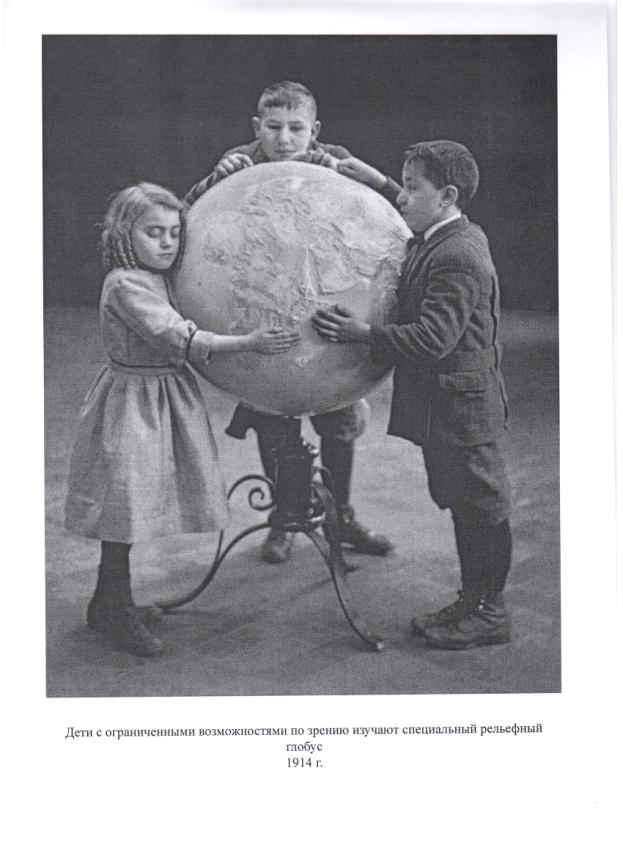 Дети с ограниченными возможностями по зрению изучают специальный рельефный
глобус
1914 г.